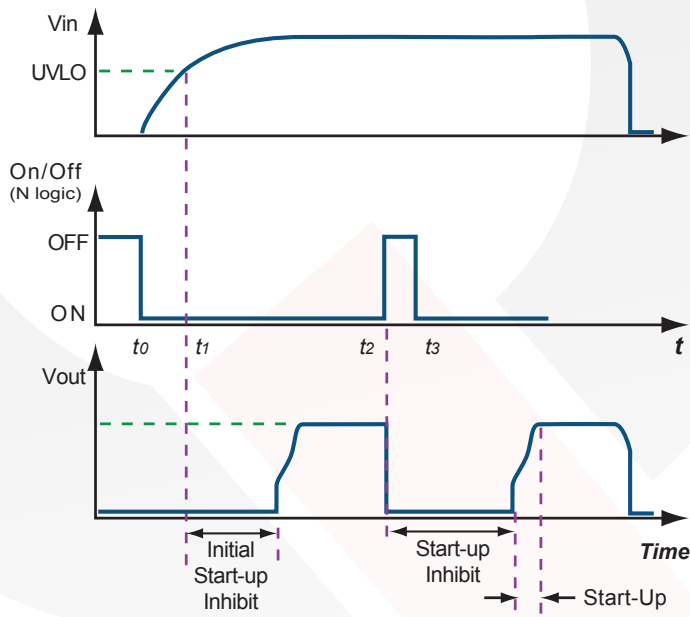 Vin
UVLO
t
On/Off
(N logic)
OFF
ON
t0
t1
t2
t3
t
Vout
Initial
Start-up
Inhibit
Start-up
Inhibit
Time
Start-Up